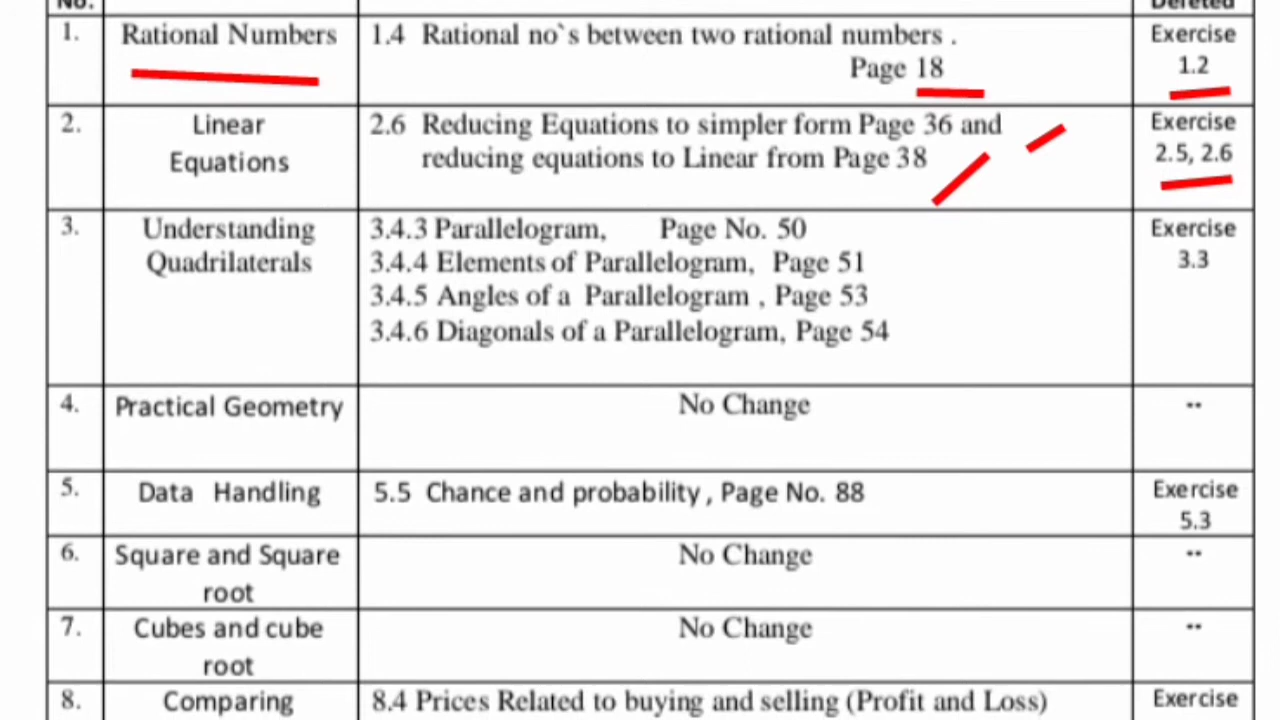 No. Deleted
1. Rational Numbers 1.4 Rational no`s between two rational numbers . Exercise
Page 18 1.2
2. Linear 2.6 Reducing Equations to simpler form Page 36 and Exercise
Equations reducing equations to Linear from Page 38 2.5, 2.6
3. Understanding 3.4.3 Parallelogram, Page No. 50 Exercise
Quadrilaterals 3.4.4 Elements of Parallelogram, Page 51 3.3
3.4.5 Angles of a Parallelogram , Page 53
3.4.6 Diagonals of a Parallelogram, Page 54
4. Practical Geometry No Change --
5. Data Handling 5.5 Chance and probability , Page No. 88 Exercise
5.3
6. Square and Square No Change --
root
7. Cubes and cube No Change --
root
8. Comparing 8.4 Prices Related to buying and selling (Profit and Loss) Exercise